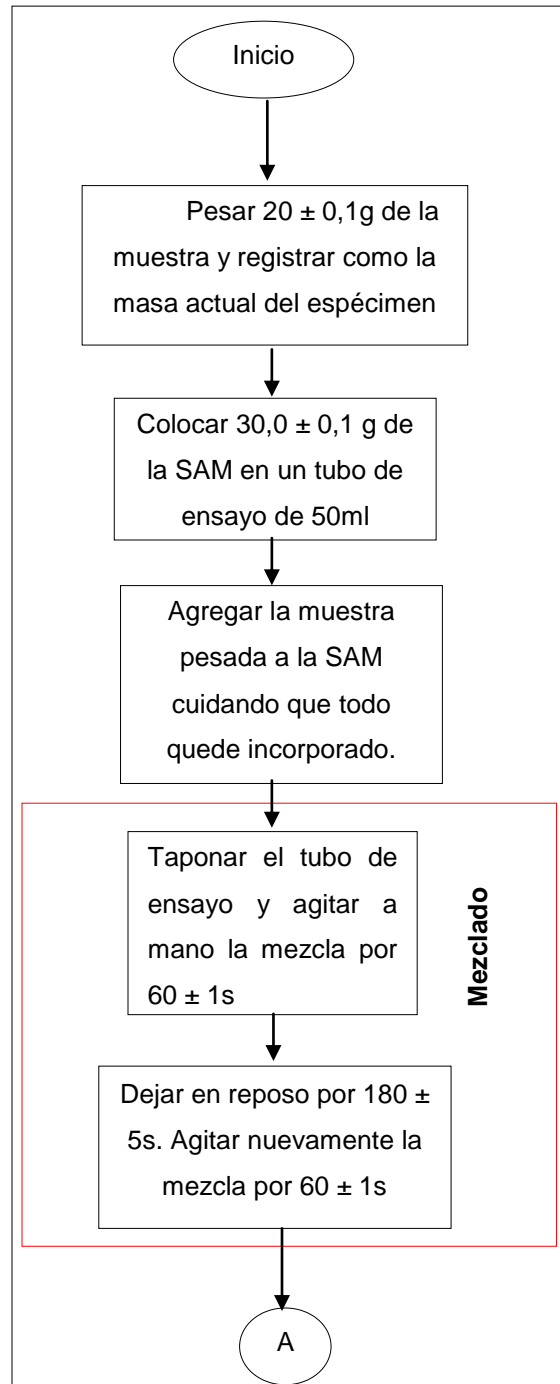 Inicio
Pesar 20 ± 0,1g de la
muestra y registrar como la
masa actual del espécimen
Colocar 30,0 ± 0,1 g de
la SAM en un tubo de
ensayo de 50ml
Agregar la muestra
pesada a la SAM
cuidando que todo
quede incorporado.
Taponar el tubo de
ensayo y agitar a
mano la mezcla por
60 ± 1s
Mezclado
Dejar en reposo por 180 ±
5s. Agitar nuevamente la
mezcla por 60 ± 1s
A